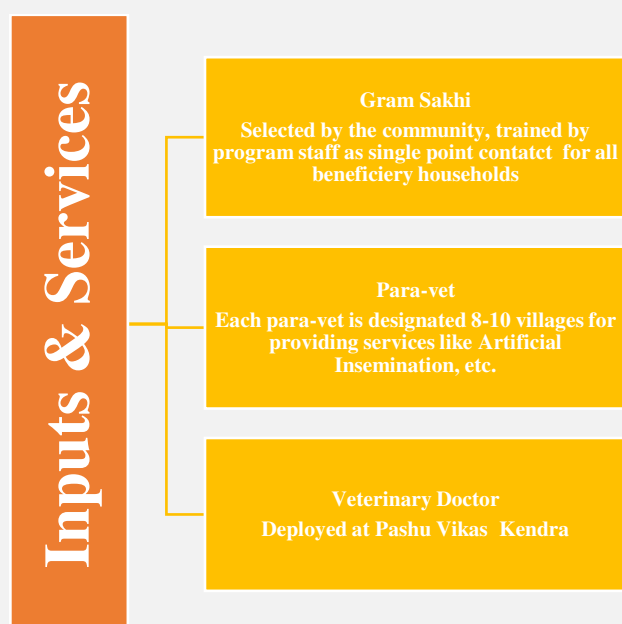 Inputs & Services
Gram Sakhi
Selected by the community, trained by
program staff as single point contatct for all
beneficiery households
Para-vet
Each para-vet is designated 8-10 villages for
providing services like Artificial
Insemination, etc.
Veterinary Doctor
Deployed at Pashu Vikas Kendra